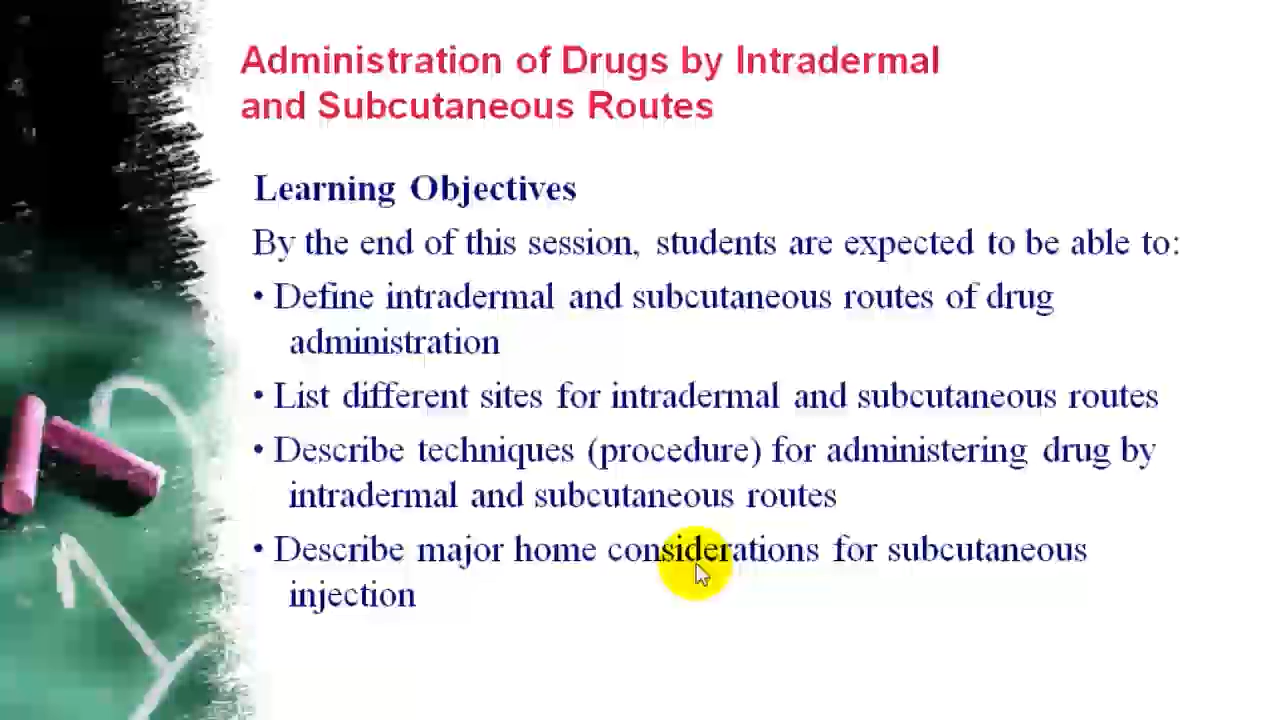 Administration of Drugs by Intradermal
and Subcutaneous Routes
Learning Objectives
By the end of this session, students are expected to be able to:
• Define intradermal and subcutaneous routes of drug
administration
• List different sites for intradermal and subcutaneous routes
• Describe techniques (procedure) for administering drug by
intradermal and subcutaneous routes
• Describe major home considerations for subcutaneous
injection